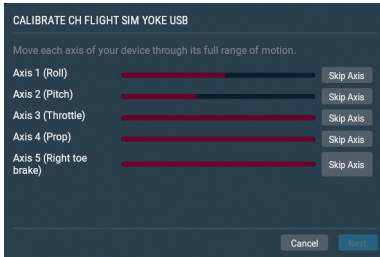 CALIBRATE CH FLIGHT SIM YOKE USB
Move each axis of your device through its full range of motion.
Axis 1 (Roll)
Skip Axis
Axis 2 (Pitch)
Skip Axis
Axis 3 (Throttle)
Skip Axis
Axis 4 (Prop)
Skip Axis
Axis 5 (Right toe
brake)
Skip Axis
Cancel
Next